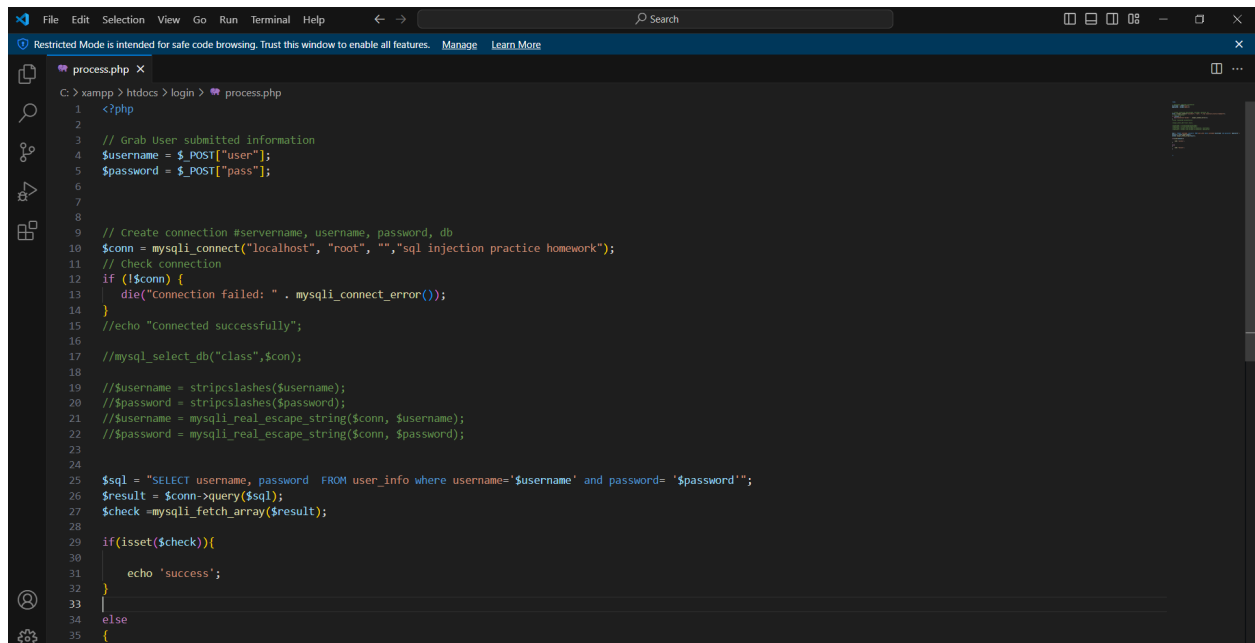 File Edit Selection View Go Run Terminal Help Search
Restricted Mode is intended for safe code browsing. Trust this window to enable all features. Manage Learn More
process.php
C: > xampp > htdocs > login > process.php
1 <?php
2
3 // Grab User submitted information
4 $username = $_POST["user"];
5 $password = $_POST["pass"];
6
7
8
9 // Create connection #servername, username, password, db
10 $conn = mysqli_connect("localhost", "root", "","sql injection practice homework");
11 // Check connection
12 if (!$conn) {
13 die("Connection failed: " . mysqli_connect_error());
14 }
15 //echo "Connected successfully";
16
17 //mysql_select_db("class",$con);
18
19 //$username = stripcslashes($username);
20 //$password = stripcslashes($password);
21 //$username = mysqli_real_escape_string($conn, $username);
22 //$password = mysqli_real_escape_string($conn, $password);
23
24
25 $sql = "SELECT username, password  FROM user_info where username='$username' and password= '$password'";
26 $result = $conn->query($sql);
27 $check =mysqli_fetch_array($result);
28
29 if(isset($check)){
30
31 echo 'success';
32 }
33
34 else
35 {